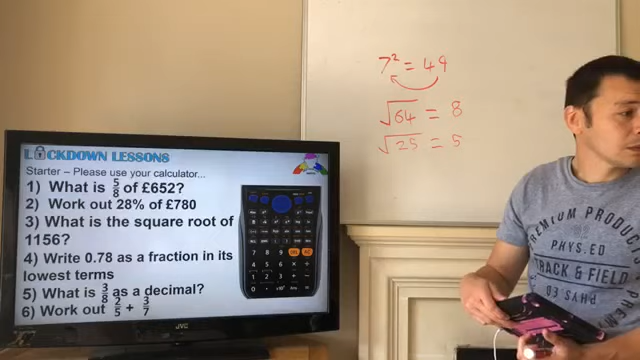 7² = 49
√64 = 8
√25 = 5
LOCKDOWN LESSONS
Starter – Please use your calculator...
1) What is 5/8 of £652?
2) Work out 28% of £780
3) What is the square root of
1156?
4) Write 0.78 as a fraction in its
lowest terms
5) What is 3/8 as a decimal?
6) Work out 2/5 + 3/7
JVC
PREMIUM PRODUCT
PHYS.ED
TRACK & FIELD